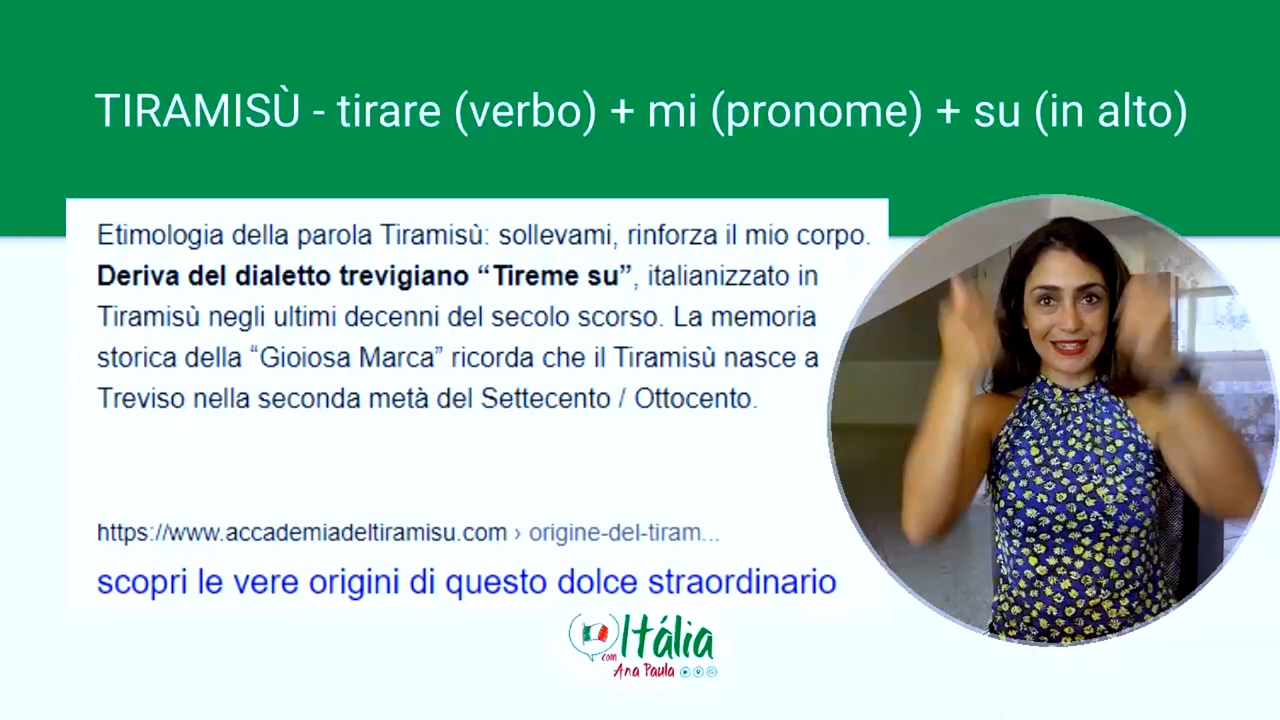 TIRAMISÙ - tirare (verbo) + mi (pronome) + su (in alto)
Etimologia della parola Tiramisù: sollevami, rinforza il mio corpo.
Deriva del dialetto trevigiano “Tireme su”, italianizzato in
Tiramisù negli ultimi decenni del secolo scorso. La memoria
storica della “Gioiosa Marca” ricorda che il Tiramisù nasce a
Treviso nella seconda metà del Settecento / Ottocento.
https://www.accademiadeltiramisu.com › origine-del-tiram...
scopri le vere origini di questo dolce straordinario
Itália
com
Ana Paula